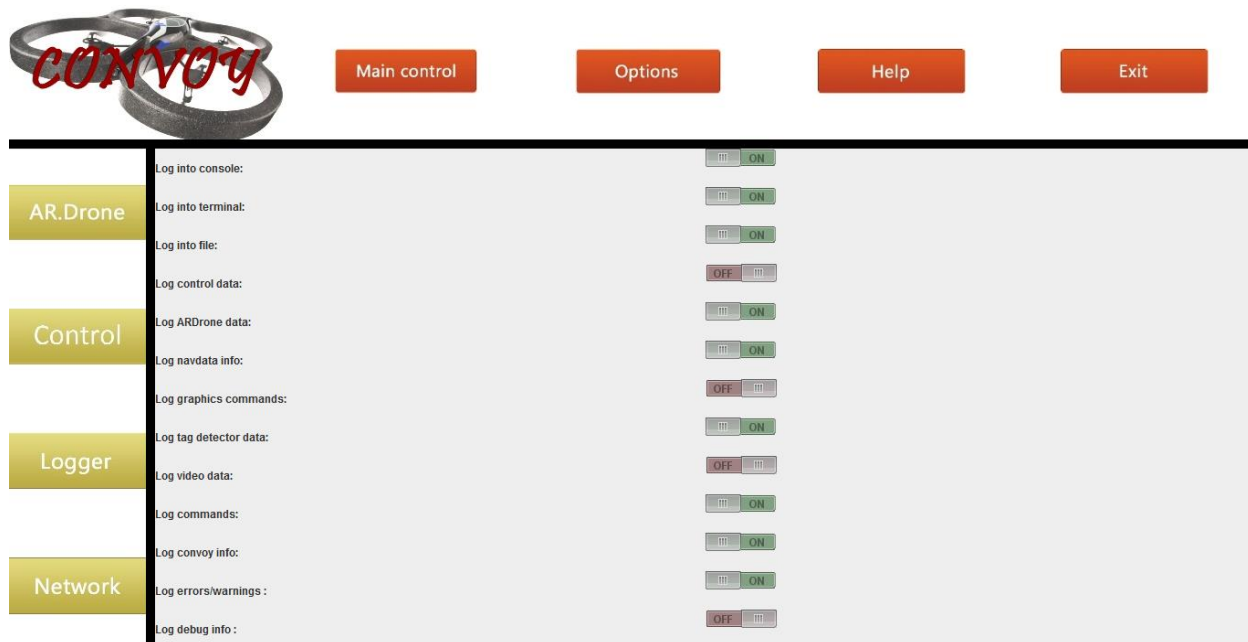 CONVOY
Main control
Options
Help
Exit
AR.Drone
Control
Logger
Network
Log into console: ON
Log into terminal: ON
Log into file: ON
Log control data: OFF
Log ARDrone data: ON
Log navdata info: ON
Log graphics commands: OFF
Log tag detector data: ON
Log video data: OFF
Log commands: ON
Log convoy info: ON
Log errors/warnings : ON
Log debug info : OFF